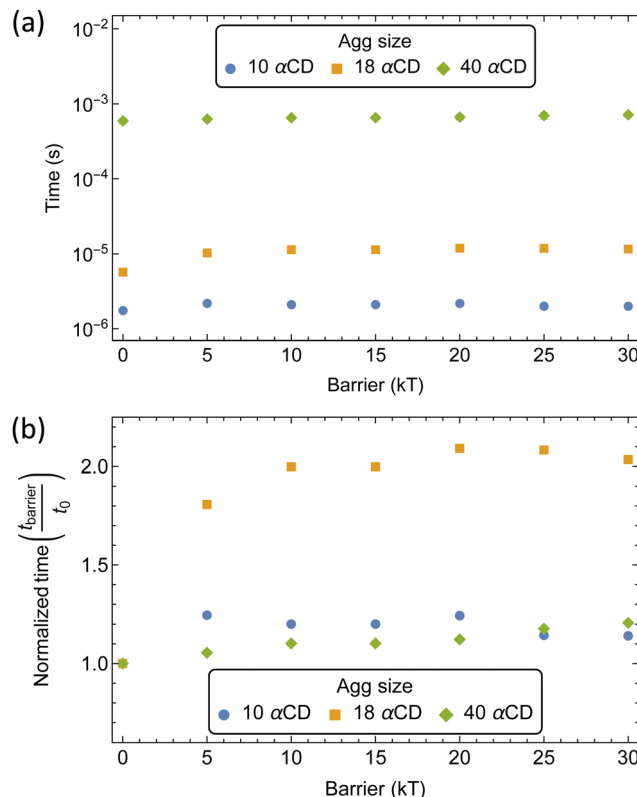 (a)
10⁻²
10⁻³
10⁻⁴
10⁻⁵
10⁻⁶
Time (s)
Agg size
10 αCD 18 αCD 40 αCD
0 5 10 15 20 25 30
Barrier (kT)
(b)
2.0
1.5
1.0
Normalized time (t_barrier / t_0)
Agg size
10 αCD 18 αCD 40 αCD
0 5 10 15 20 25 30
Barrier (kT)